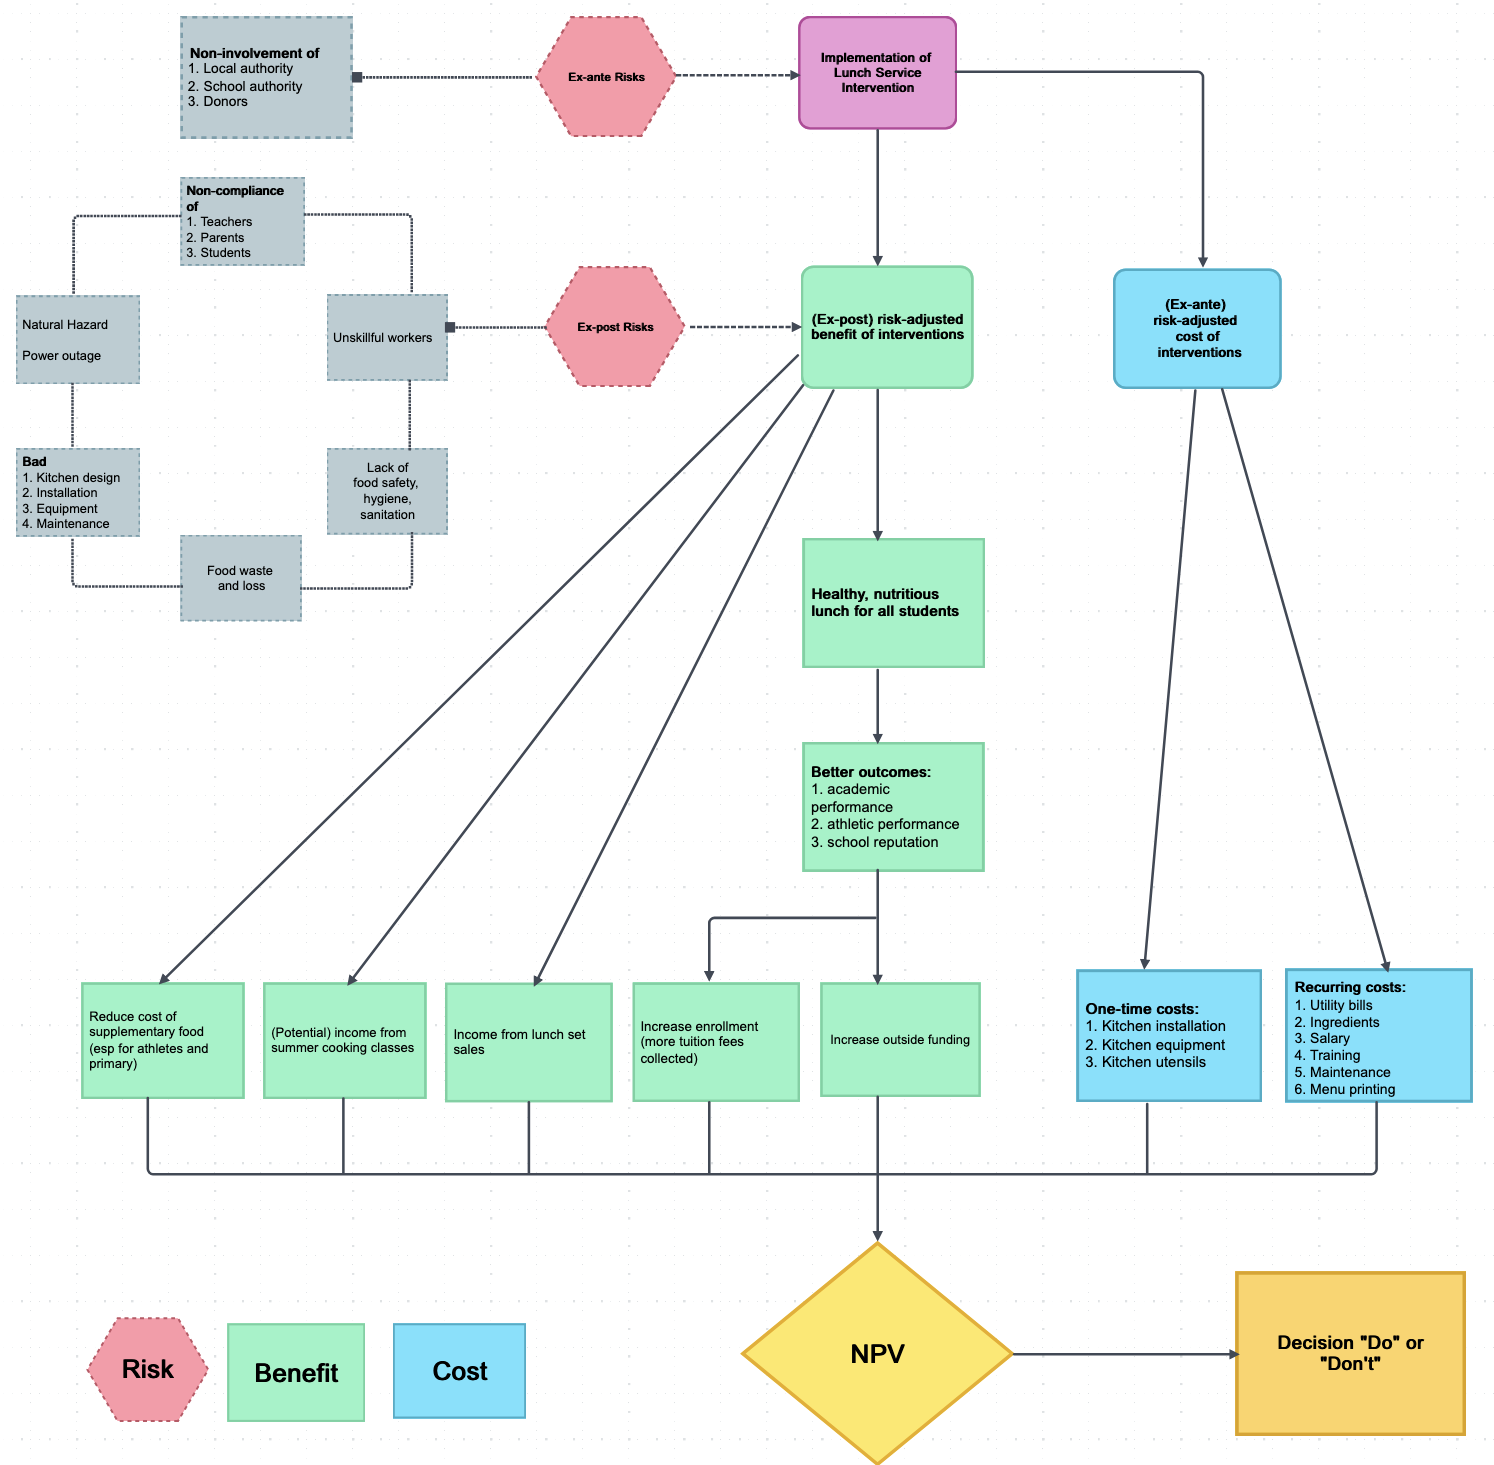 Non-involvement of
1. Local authority
2. School authority
3. Donors
Ex-ante Risks
Implementation of
Lunch Service
Intervention
Non-compliance
of
1. Teachers
2. Parents
3. Students
Natural Hazard
Power outage
Unskillful workers
Ex-post Risks
(Ex-post) risk-adjusted
benefit of interventions
(Ex-ante)
risk-adjusted
cost of
interventions
Bad
1. Kitchen design
2. Installation
3. Equipment
4. Maintenance
Lack of
food safety,
hygiene,
sanitation
Food waste
and loss
Healthy, nutritious
lunch for all students
Better outcomes:
1. academic
performance
2. athletic performance
3. school reputation
Reduce cost of
supplementary food
(esp for athletes and
primary)
(Potential) income from
summer cooking classes
Income from lunch set
sales
Increase enrollment
(more tuition fees
collected)
Increase outside funding
One-time costs:
1. Kitchen installation
2. Kitchen equipment
3. Kitchen utensils
Recurring costs:
1. Utility bills
2. Ingredients
3. Salary
4. Training
5. Maintenance
6. Menu printing
Risk
Benefit
Cost
NPV
Decision "Do" or
"Don't"